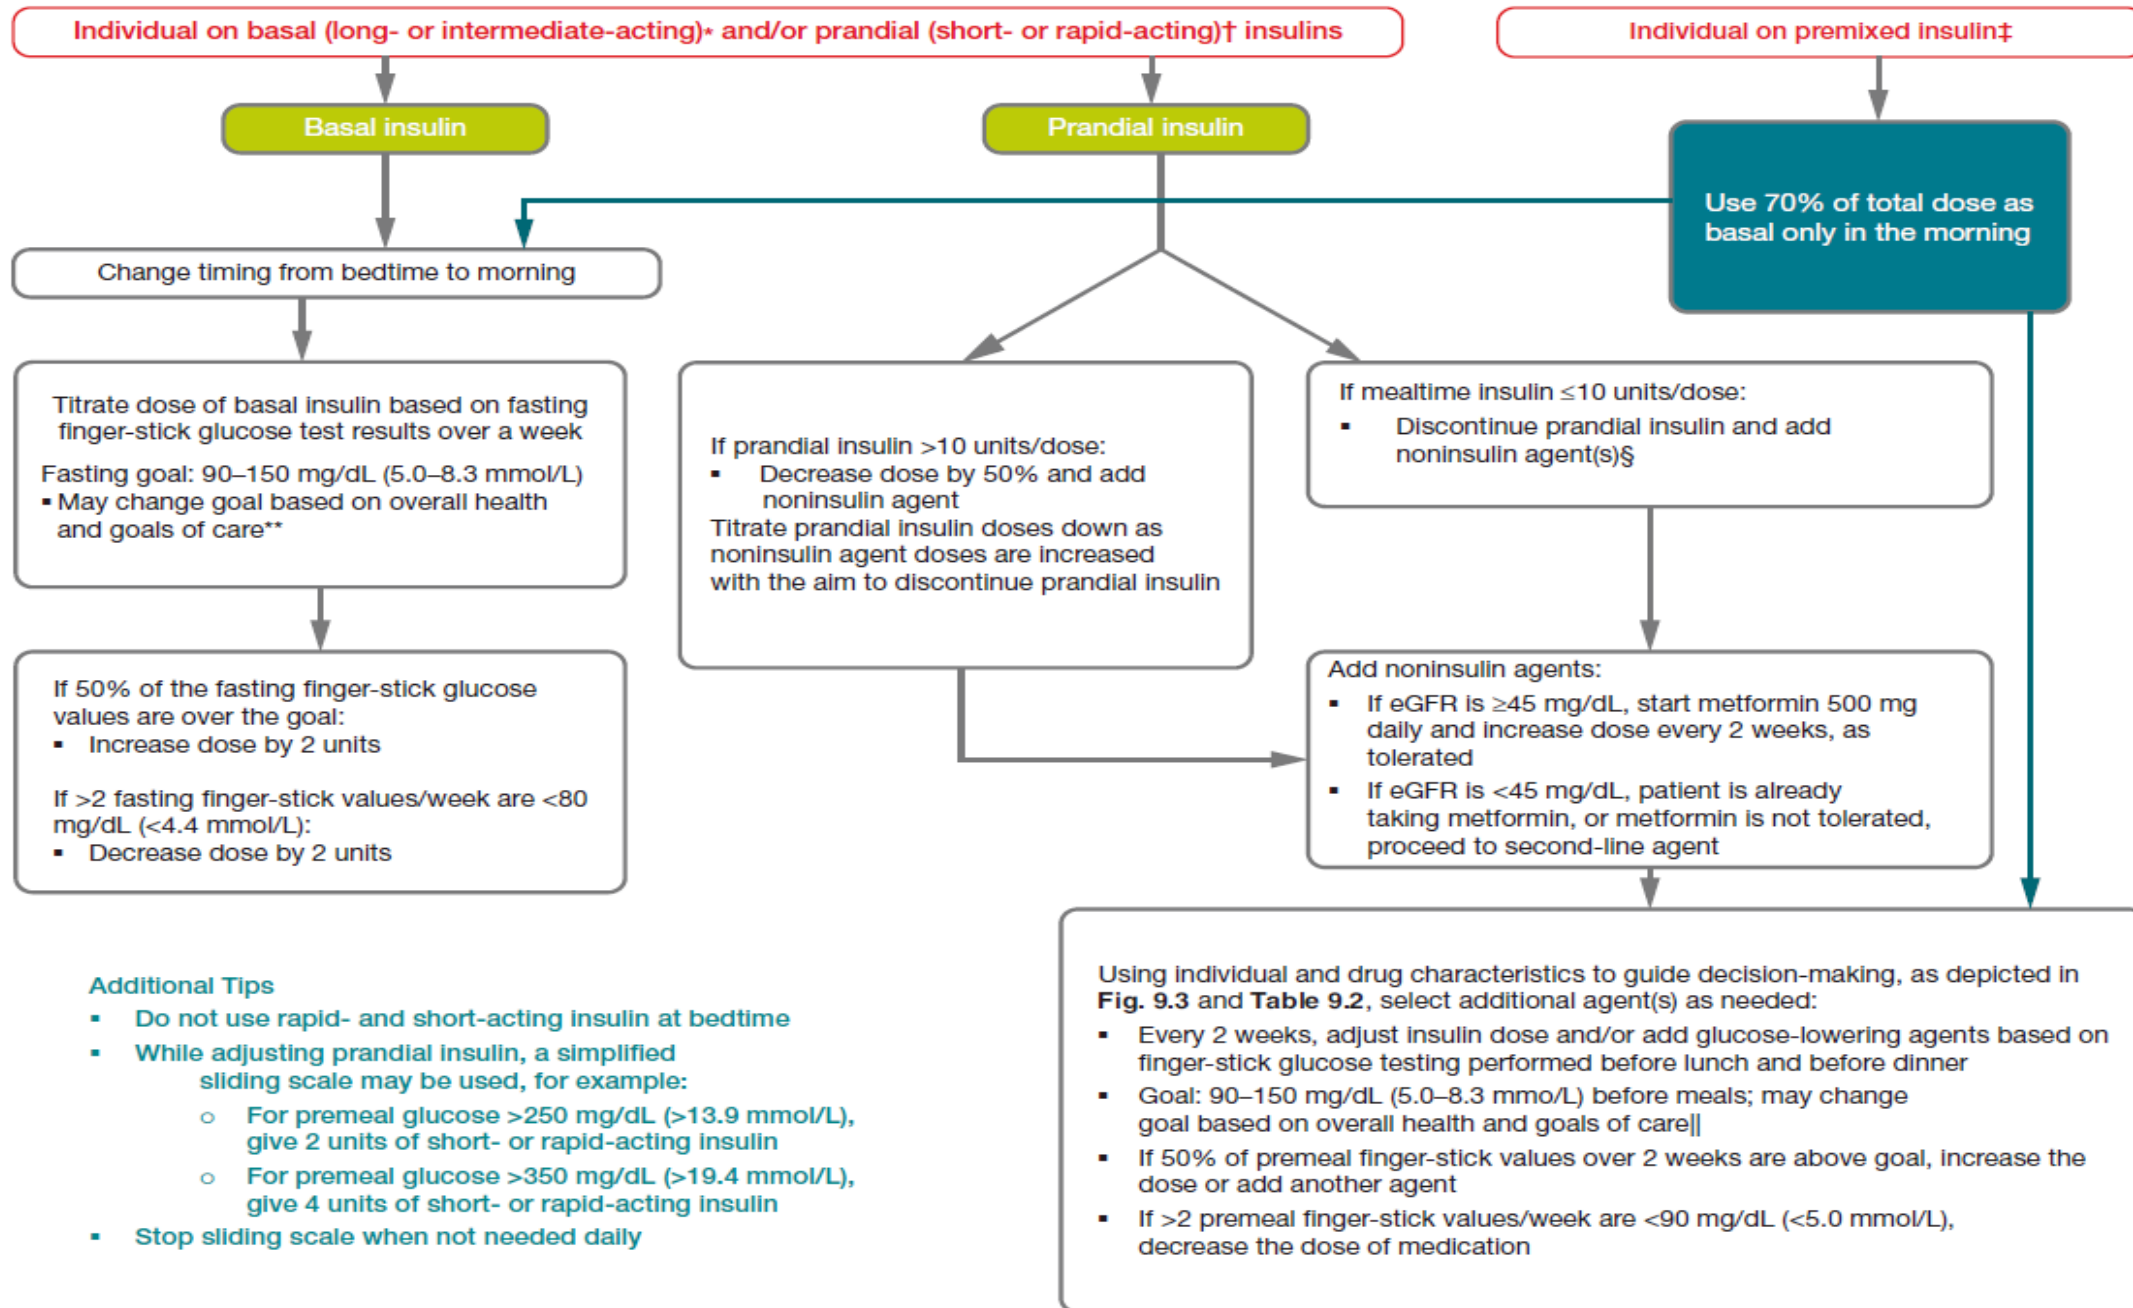 Individual on basal (long- or intermediate-acting)* and/or prandial (short- or rapid-acting)† insulins
Individual on premixed insulin‡
Basal insulin
Prandial insulin
Use 70% of total dose as
basal only in the morning
Change timing from bedtime to morning
Titrate dose of basal insulin based on fasting
finger-stick glucose test results over a week
Fasting goal: 90–150 mg/dL (5.0–8.3 mmol/L)
▪ May change goal based on overall health
and goals of care**
If prandial insulin >10 units/dose:
▪ Decrease dose by 50% and add
noninsulin agent
Titrate prandial insulin doses down as
noninsulin agent doses are increased
with the aim to discontinue prandial insulin
If mealtime insulin ≤10 units/dose:
▪ Discontinue prandial insulin and add
noninsulin agent(s)§
If 50% of the fasting finger-stick glucose
values are over the goal:
▪ Increase dose by 2 units
If >2 fasting finger-stick values/week are <80
mg/dL (<4.4 mmol/L):
▪ Decrease dose by 2 units
Add noninsulin agents:
▪ If eGFR is ≥45 mg/dL, start metformin 500 mg
daily and increase dose every 2 weeks, as
tolerated
▪ If eGFR is <45 mg/dL, patient is already
taking metformin, or metformin is not tolerated,
proceed to second-line agent
Additional Tips
▪ Do not use rapid- and short-acting insulin at bedtime
▪ While adjusting prandial insulin, a simplified
sliding scale may be used, for example:
o For premeal glucose >250 mg/dL (>13.9 mmol/L),
give 2 units of short- or rapid-acting insulin
o For premeal glucose >350 mg/dL (>19.4 mmol/L),
give 4 units of short- or rapid-acting insulin
▪ Stop sliding scale when not needed daily
Using individual and drug characteristics to guide decision-making, as depicted in
Fig. 9.3 and Table 9.2, select additional agent(s) as needed:
▪ Every 2 weeks, adjust insulin dose and/or add glucose-lowering agents based on
finger-stick glucose testing performed before lunch and before dinner
▪ Goal: 90–150 mg/dL (5.0–8.3 mmo/L) before meals; may change
goal based on overall health and goals of care||
▪ If 50% of premeal finger-stick values over 2 weeks are above goal, increase the
dose or add another agent
▪ If >2 premeal finger-stick values/week are <90 mg/dL (<5.0 mmol/L),
decrease the dose of medication